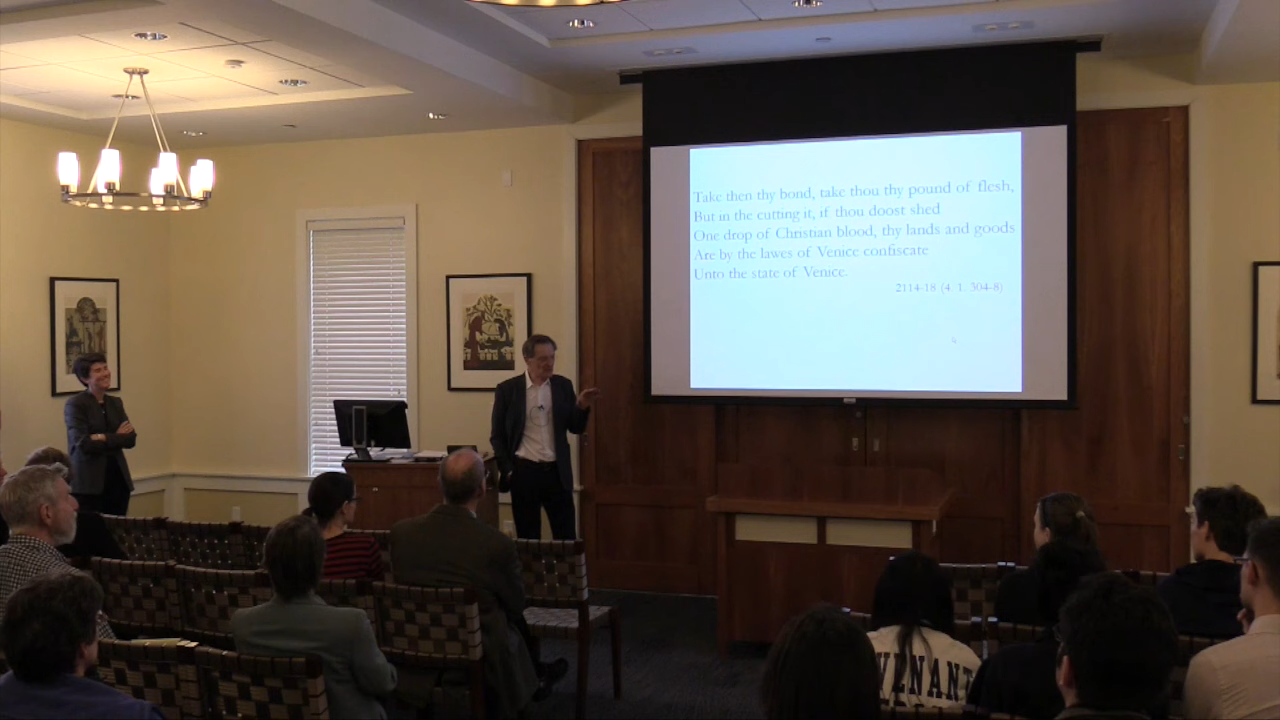 Take then thy bond, take thou thy pound of flesh,
But in the cutting it, if thou doost shed
One drop of Christian blood, thy lands and goods
Are by the lawes of Venice confiscate
Unto the state of Venice.
2114-18 (4. 1. 304-8)
VENANT